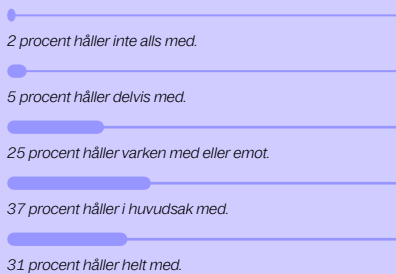 2 procent håller inte alls med.
5 procent håller delvis med.
25 procent håller varken med eller emot.
37 procent håller i huvudsak med.
31 procent håller helt med.